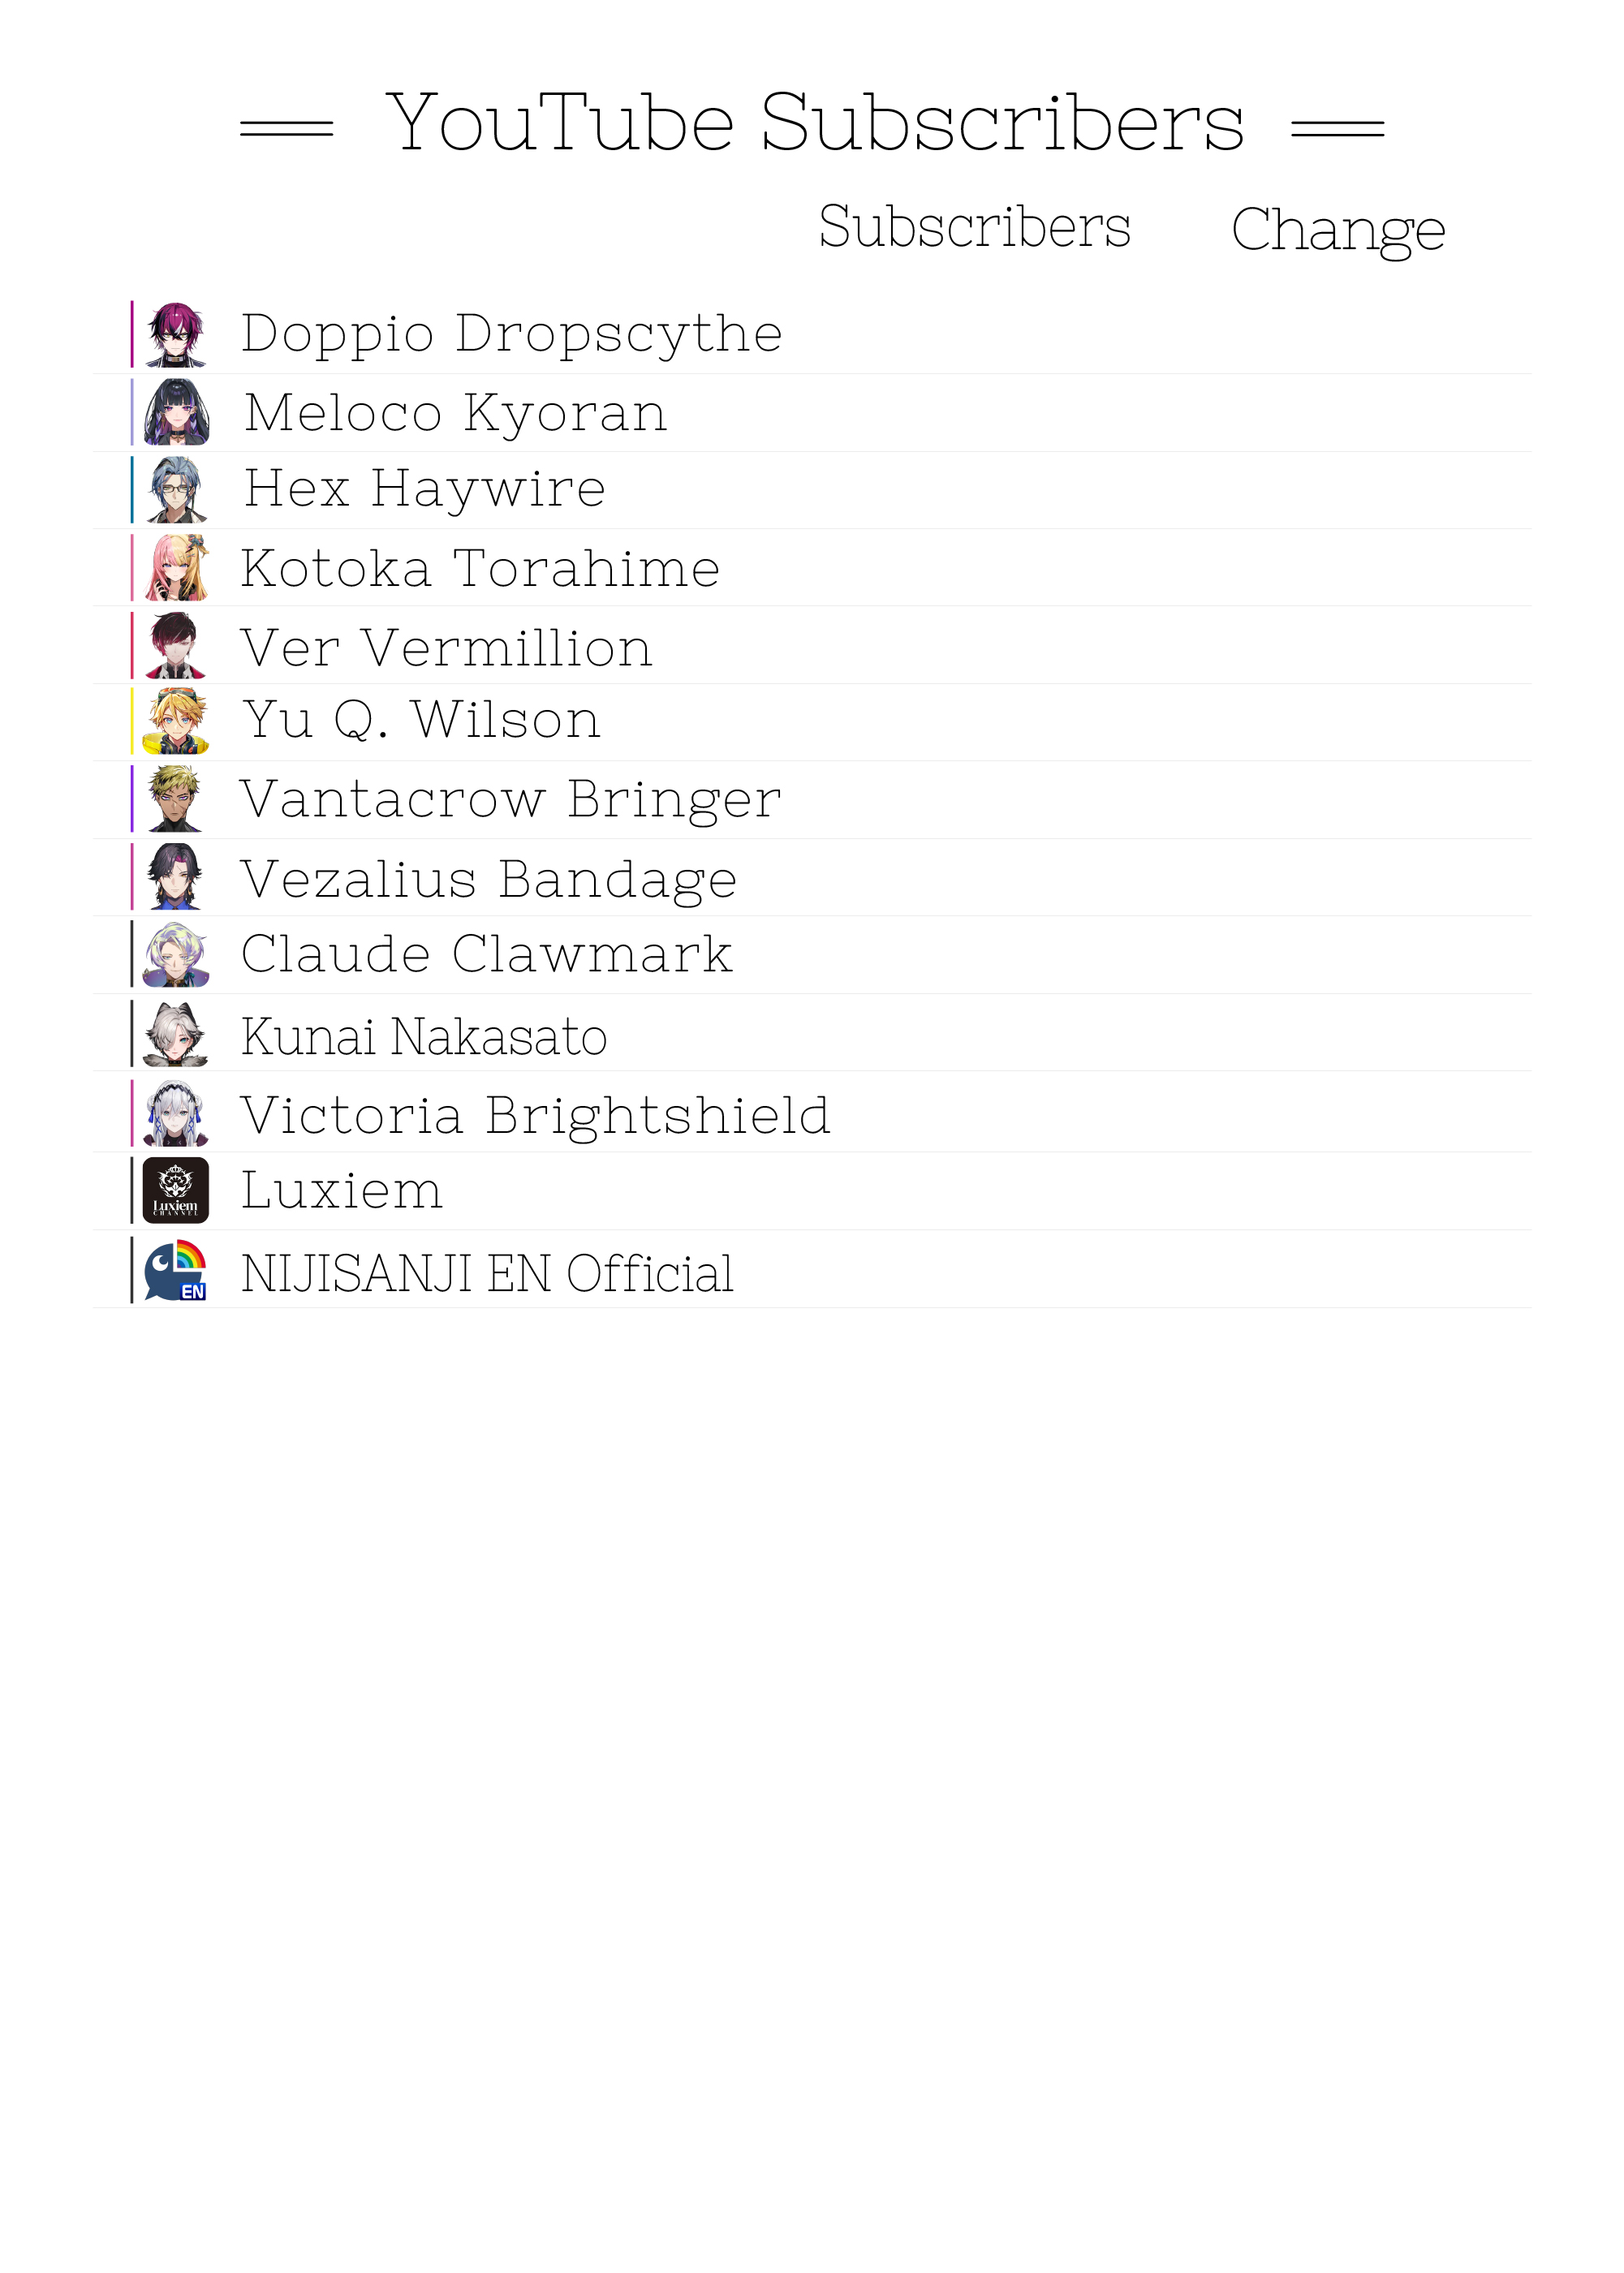 YouTube Subscribers
Subscribers Change
Doppio Dropscythe
Meloco Kyoran
Hex Haywire
Kotoka Torahime
Ver Vermillion
Yu Q. Wilson
Vantacrow Bringer
Vezalius Bandage
Claude Clawmark
Kunai Nakasato
Victoria Brightshield
Luxiem
CHANNEL
Luxiem
EN
NIJISANJI EN Official